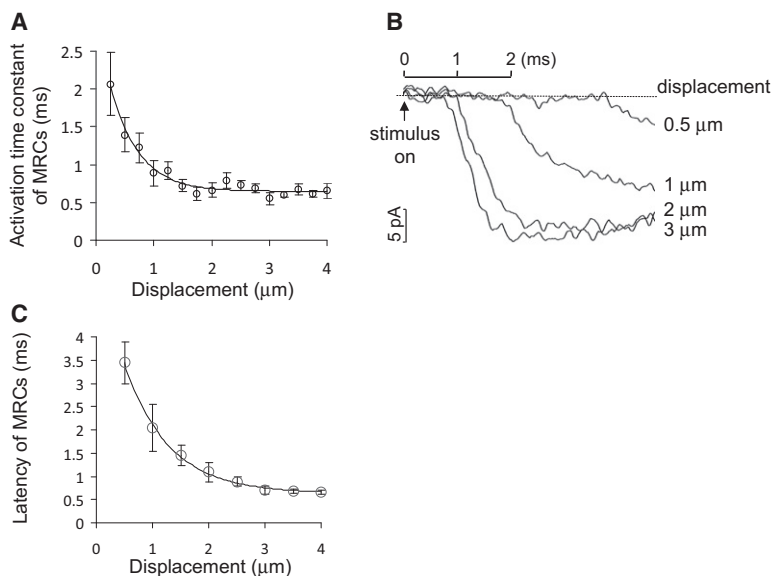 A
Activation time constant
of MRCs (ms)
2.5
2
1.5
1
0.5
0
0 1 2 3 4
Displacement (μm)
B
0 1 2 (ms)
displacement
stimulus
on
0.5 μm
1 μm
2 μm
3 μm
5 pA
C
Latency of MRCs (ms)
4
3.5
3
2.5
2
1.5
1
0.5
0
0 1 2 3 4
Displacement (μm)